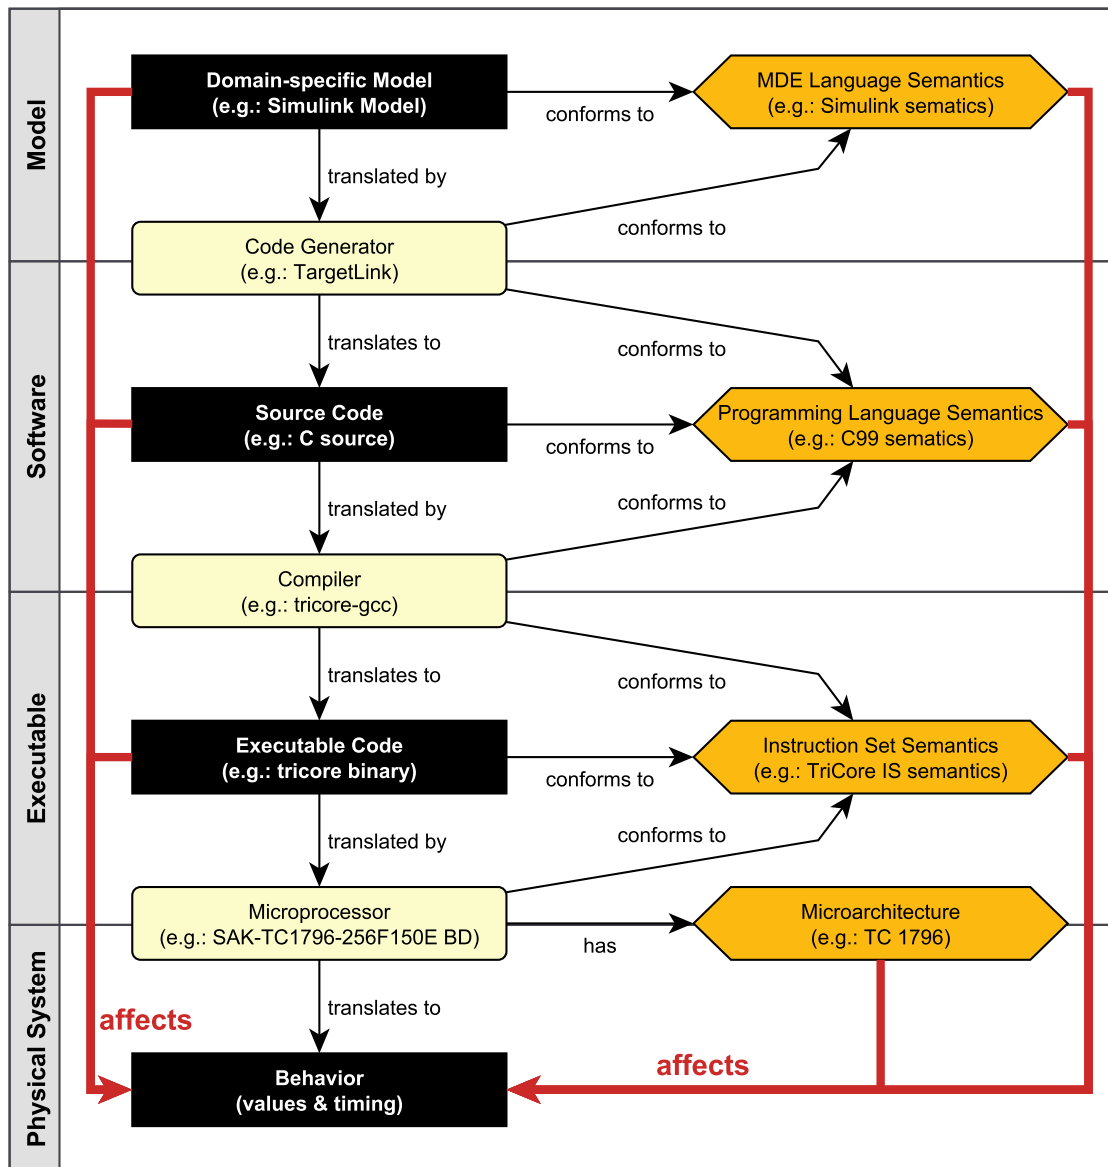 Model
Domain-specific Model
(e.g.: Simulink Model)
conforms to
MDE Language Semantics
(e.g.: Simulink sematics)
translated by
conforms to
Code Generator
(e.g.: TargetLink)
Software
translates to
conforms to
Source Code
(e.g.: C source)
conforms to
Programming Language Semantics
(e.g.: C99 sematics)
translated by
conforms to
Compiler
(e.g.: tricore-gcc)
Executable
translates to
conforms to
Executable Code
(e.g.: tricore binary)
conforms to
Instruction Set Semantics
(e.g.: TriCore IS semantics)
translated by
conforms to
Microprocessor
(e.g.: SAK-TC1796-256F150E BD)
has
Microarchitecture
(e.g.: TC 1796)
Physical System
translates to
affects
affects
Behavior
(values & timing)